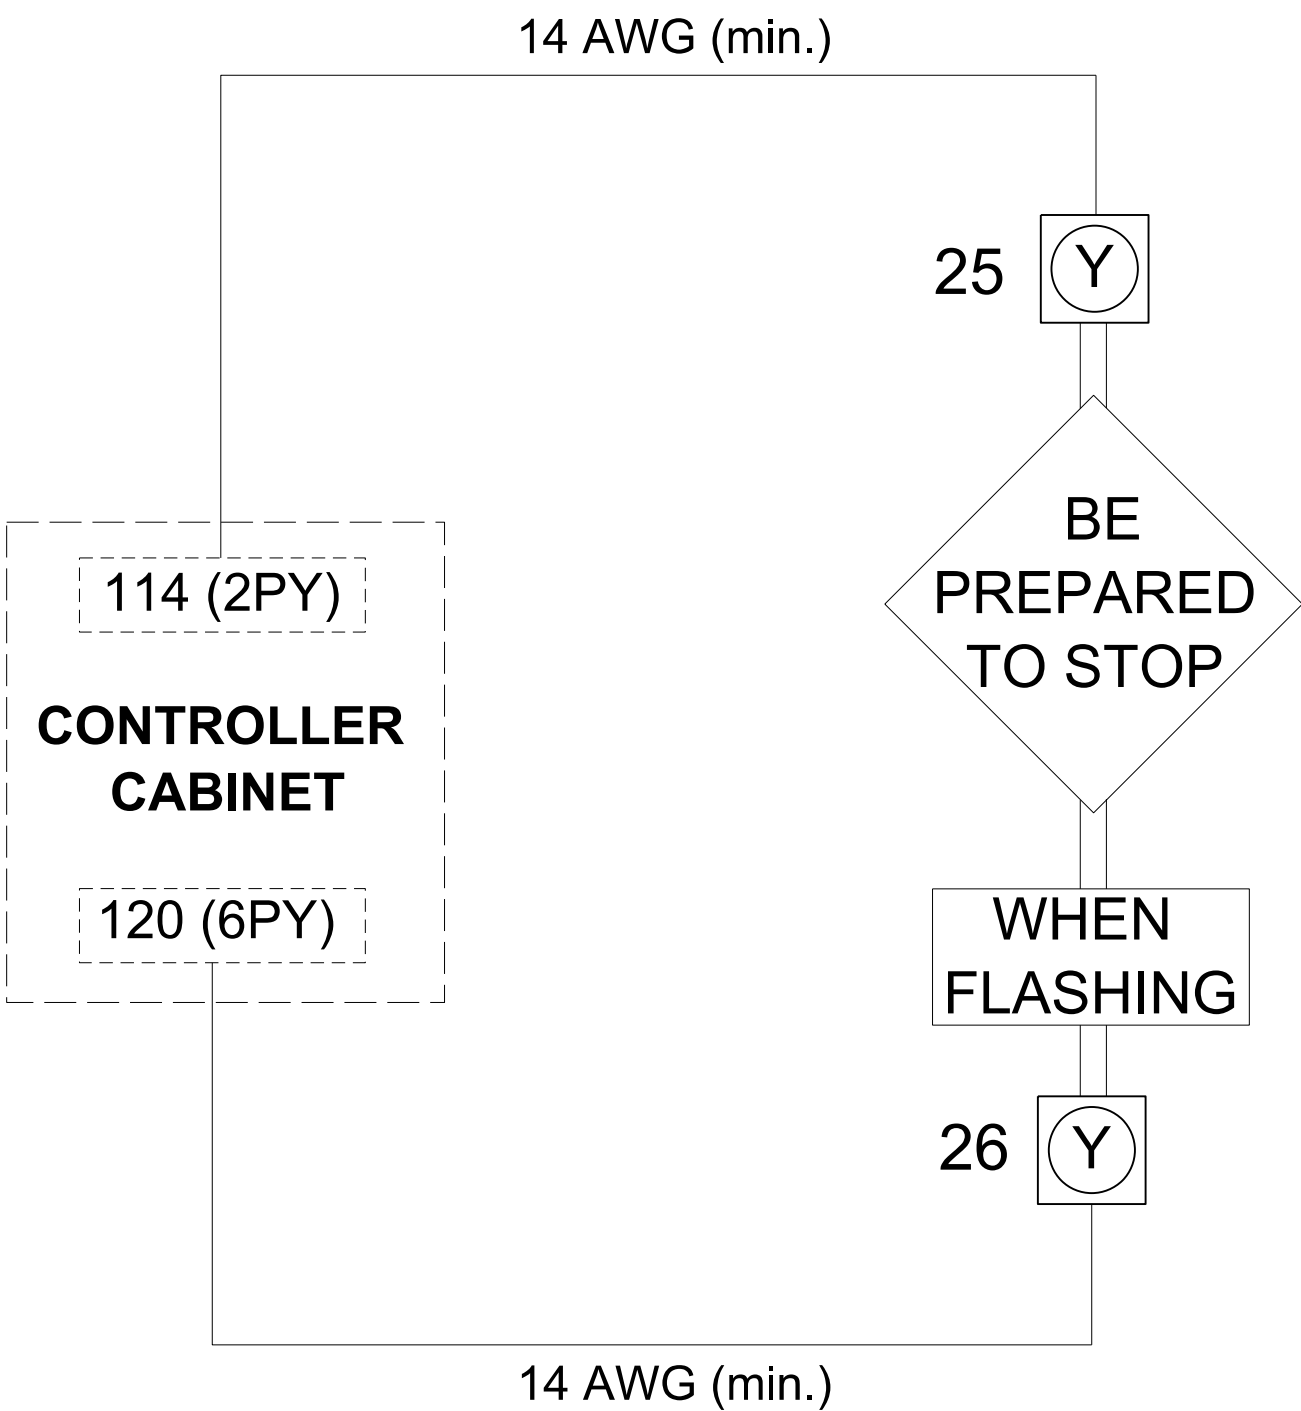 14 AWG (min.)
25
Y
BE
PREPARED
TO STOP
114 (2PY)
CONTROLLER
CABINET
120 (6PY)
WHEN
FLASHING
26
Y
14 AWG (min.)